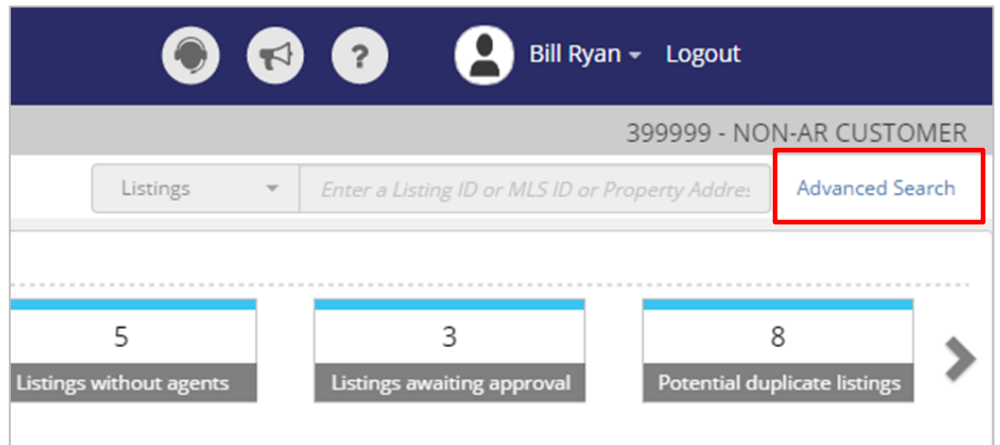 ?
Bill Ryan
Logout
399999 - NON-AR CUSTOMER
Listings
Enter a Listing ID or MLS ID or Property Addre
Advanced Search
5
3
8
Listings without agents
Listings awaiting approval
Potential duplicate listings